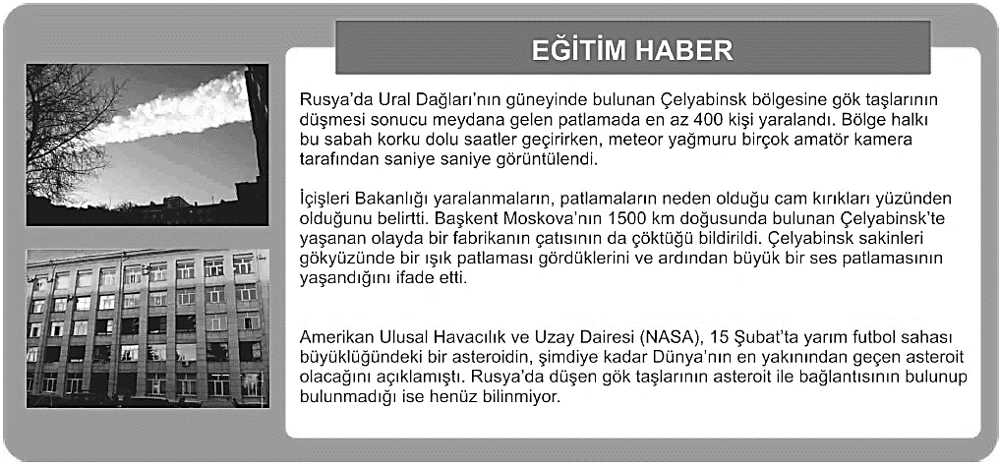 EĞİTİM HABER
Rusya'da Ural Dağları'nın güneyinde bulunan Çelyabinsk bölgesine gök taşlarının
düşmesi sonucu meydana gelen patlamada en az 400 kişi yaralandı. Bölge halkı
bu sabah korku dolu saatler geçirirken, meteor yağmuru birçok amatör kamera
tarafından saniye saniye görüntülendi.
İçişleri Bakanlığı yaralanmaların, patlamaların neden olduğu cam kırıkları yüzünden
olduğunu belirtti. Başkent Moskova'nın 1500 km doğusunda bulunan Çelyabinsk'te
yaşanan olayda bir fabrikanın çatısının da çöktüğü bildirildi. Çelyabinsk sakinleri
gökyüzünde bir ışık patlaması gördüklerini ve ardından büyük bir ses patlamasının
yaşandığını ifade etti.
Amerikan Ulusal Havacılık ve Uzay Dairesi (NASA), 15 Şubat'ta yarım futbol sahası
büyüklüğündeki bir asteroidin, şimdiye kadar Dünya'nın en yakınından geçen asteroit
olacağını açıklamıştı. Rusya'da düşen gök taşlarının asteroit ile bağlantısının bulunup
bulunmadığı ise henüz bilinmiyor.